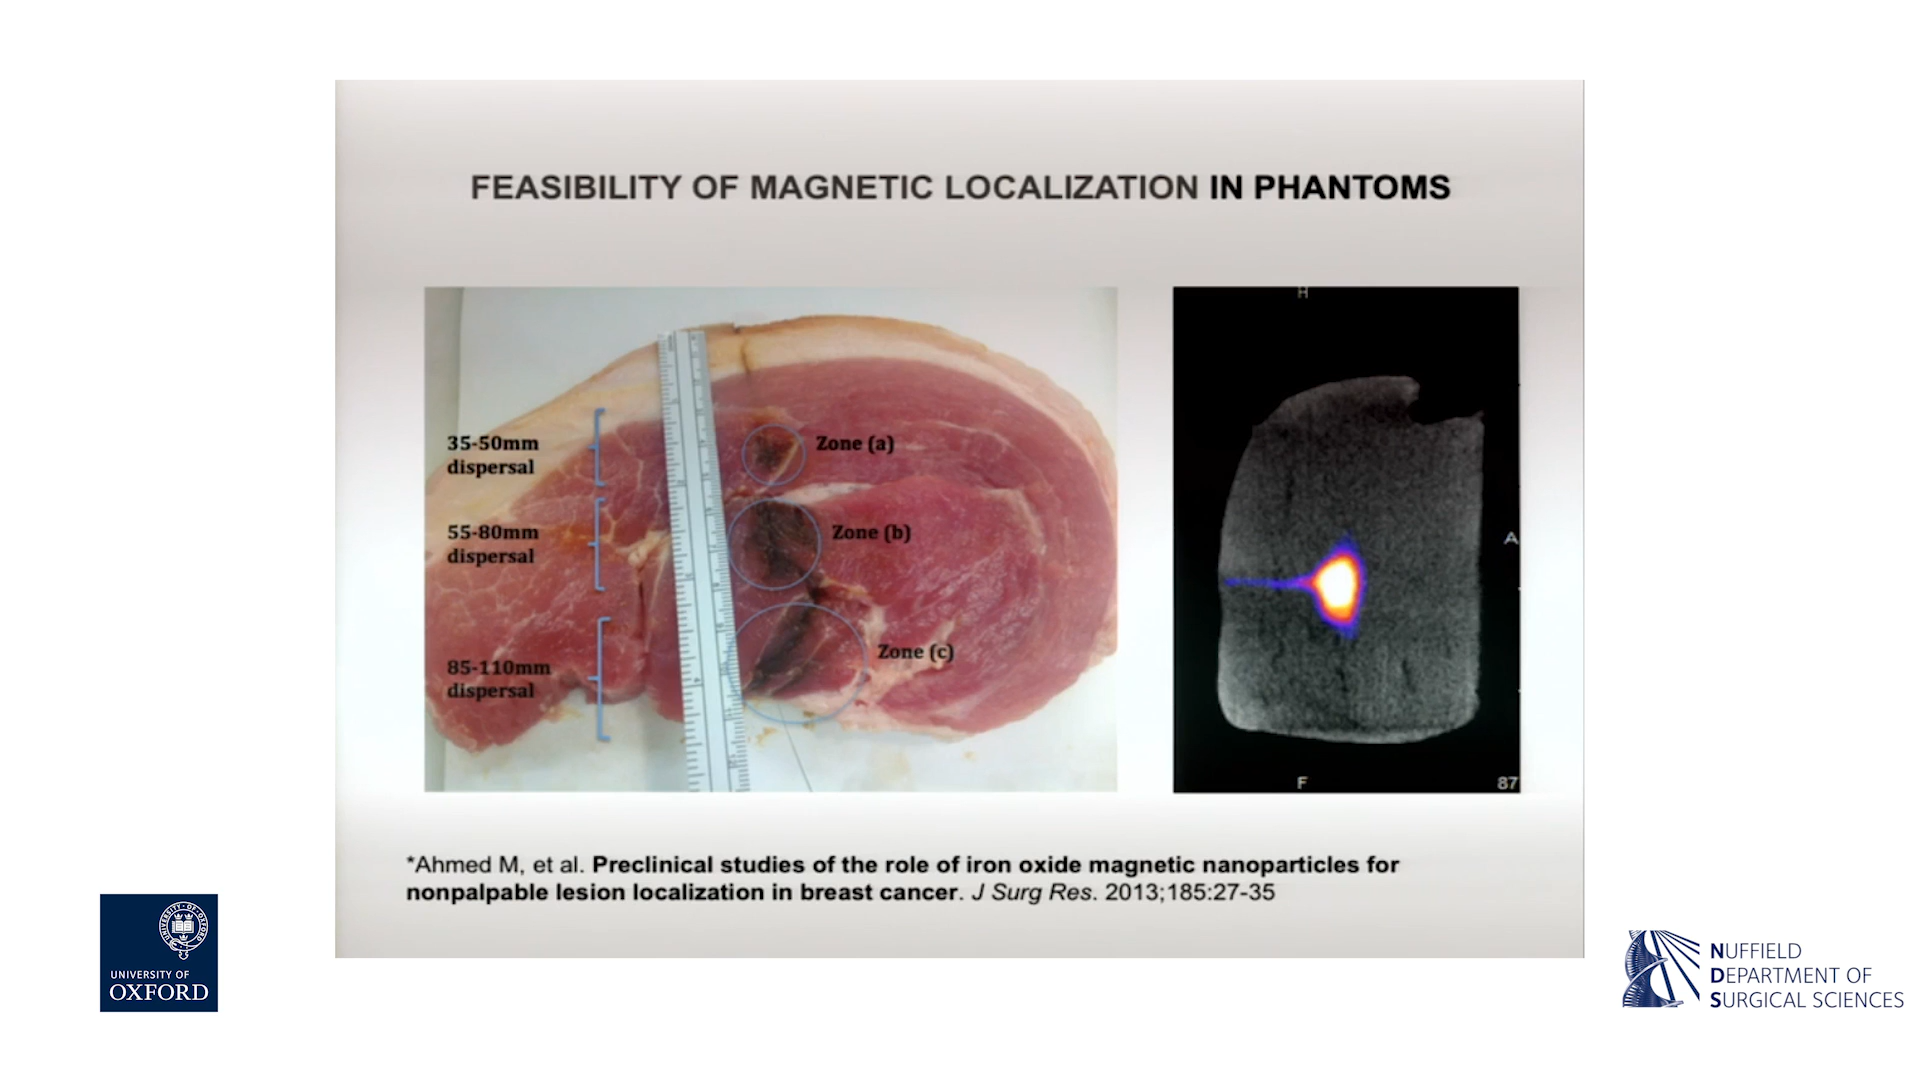 FEASIBILITY OF MAGNETIC LOCALIZATION IN PHANTOMS
35-50mm
dispersal
Zone (a)
55-80mm
dispersal
Zone (b)
85-110mm
dispersal
Zone (c)
H
A
F
87
*Ahmed M, et al. Preclinical studies of the role of iron oxide magnetic nanoparticles for
nonpalpable lesion localization in breast cancer. J Surg Res. 2013;185:27-35
UNIVERSITY OF
OXFORD
NUFFIELD
DEPARTMENT OF
SURGICAL SCIENCES